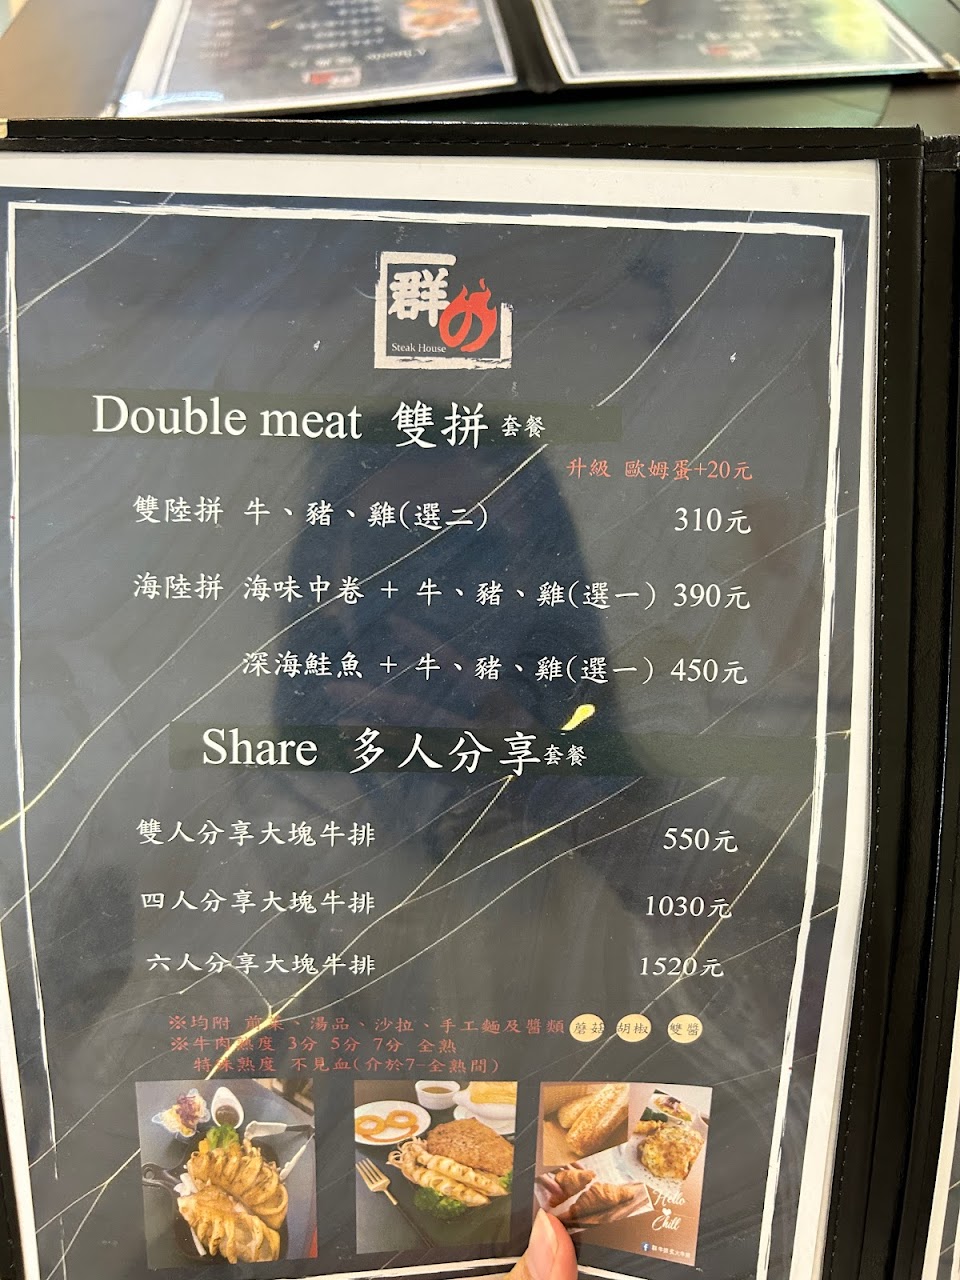 群の
Steak House
Double meat 雙拼 套餐
升級 歐姆蛋+20元
雙陸拼 牛、豬、雞(選二) 310元
海陸拼 海味中卷 + 牛、豬、雞(選一) 390元
深海鮭魚 + 牛、豬、雞(選一) 450元
Share 多人分享套餐
雙人分享大塊牛排 550元
四人分享大塊牛排 1030元
六人分享大塊牛排 1520元
※均附 前菜、湯品、沙拉、手工麵及醬類 蘑菇 胡椒 雙醬
※牛肉熟度 3分 5分 7分 全熟
特殊熟度 不見血(介於7-全熟間)
Hello
Chill